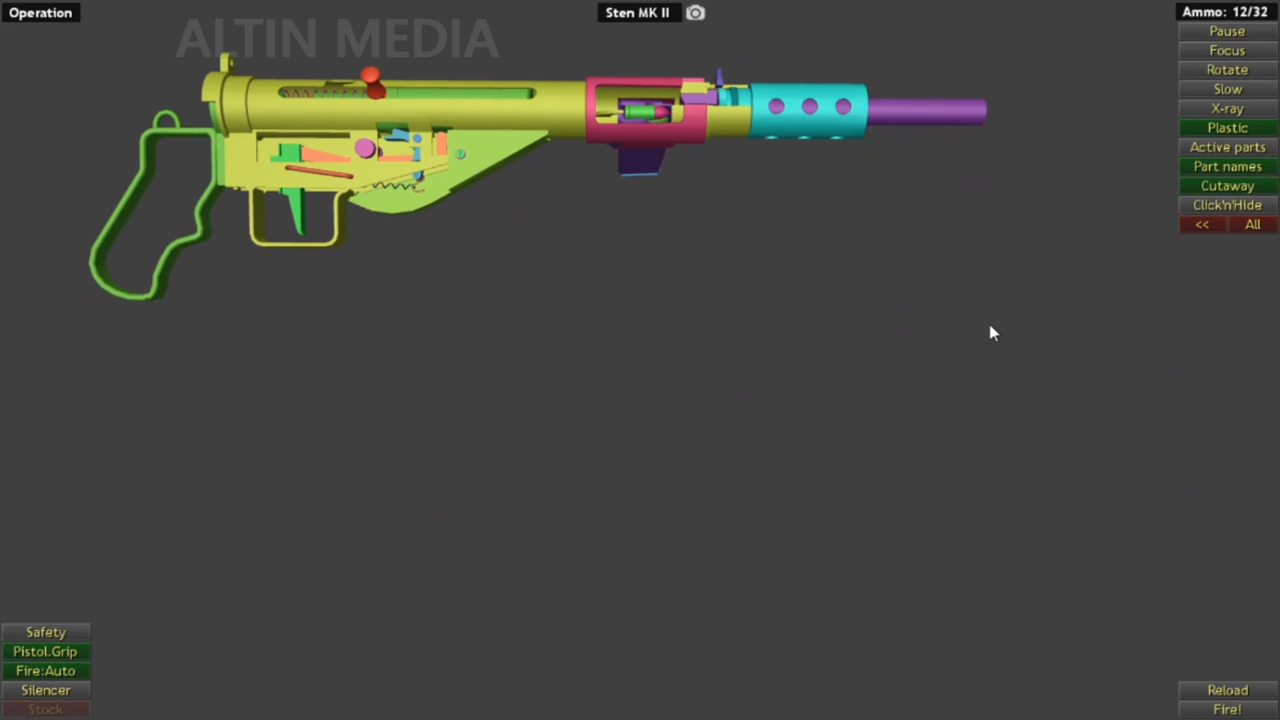 Operation
ALTIN MEDIA
Sten MK II
Ammo: 12/32
Pause
Focus
Rotate
Slow
X-ray
Plastic
Active parts
Part names
Cutaway
Click'n'Hide
<< All
Safety
Pistol.Grip
Fire:Auto
Silencer
Stock
Reload
Fire!